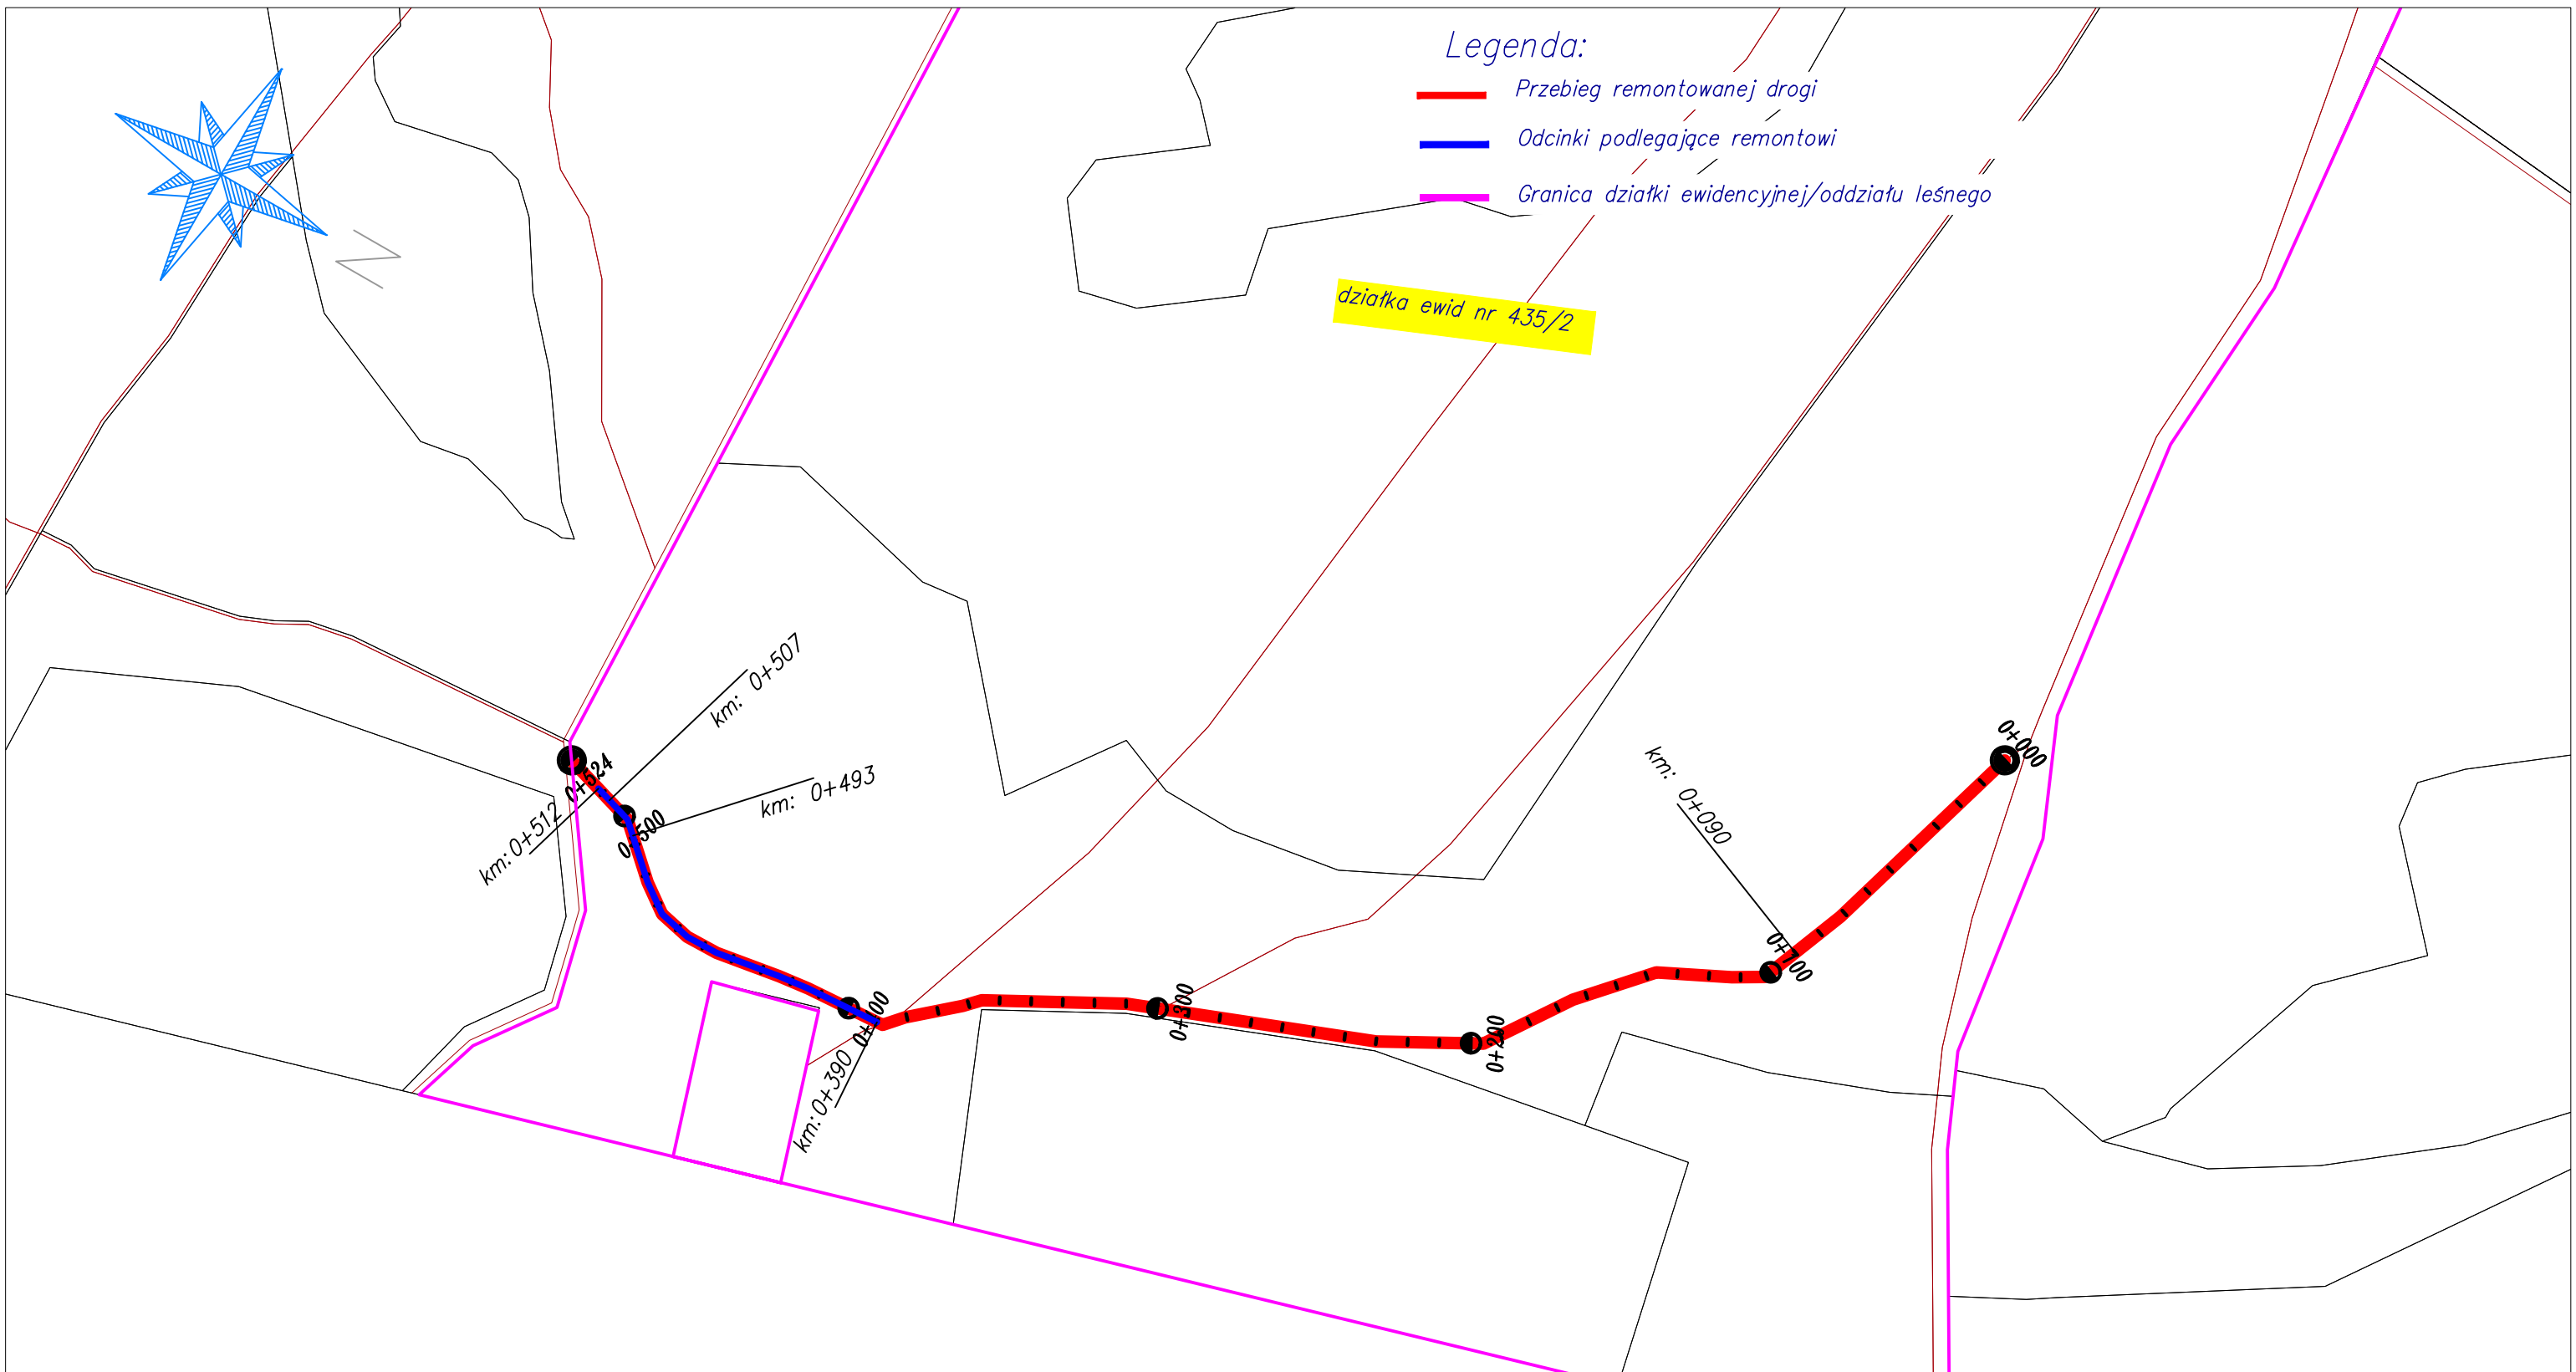 Legenda:
Przebieg remontowanej drogi
Odcinki podlegające remontowi
Granica działki ewidencyjnej/oddziału leśnego
N
działka ewid nr 435/2
km: 0+507
km: 0+493
0+524
km:0+512
0+500
km: 0+090
0+000
0+100
0+200
0+300
0+400
km:0+390